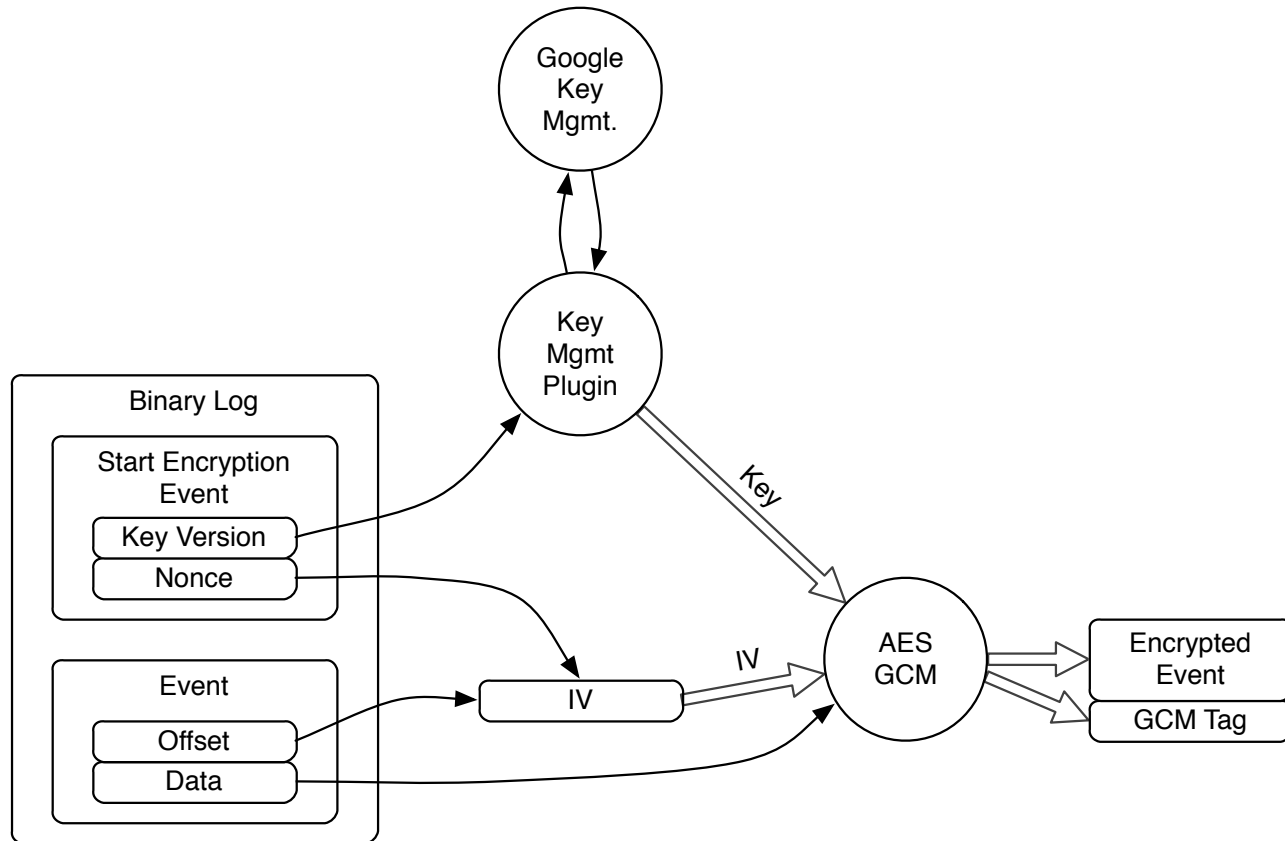 Google
Key
Mgmt.
Key
Mgmt
Plugin
Binary Log
Start Encryption
Event
Key Version
Nonce
Key
Event
Offset
Data
IV
IV
AES
GCM
Encrypted
Event
GCM Tag